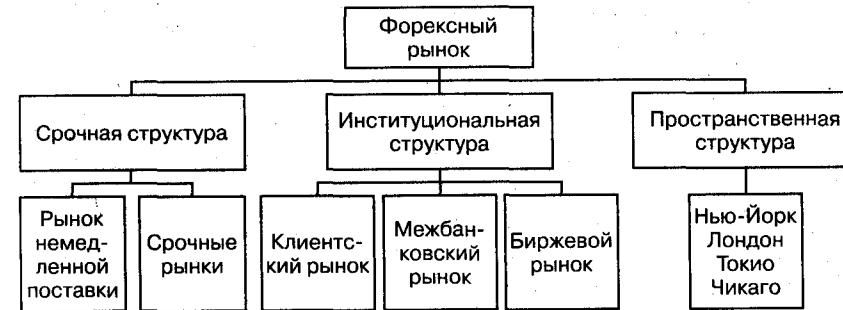 Форексный
рынок
Срочная структура
Институциональная
структура
Пространственная
структура
Рынок
немед-
ленной
поставки
Срочные
рынки
Клиентс-
кий рынок
Межбан-
ковский
рынок
Биржевой
рынок
Нью-Йорк
Лондон
Токио
Чикаго